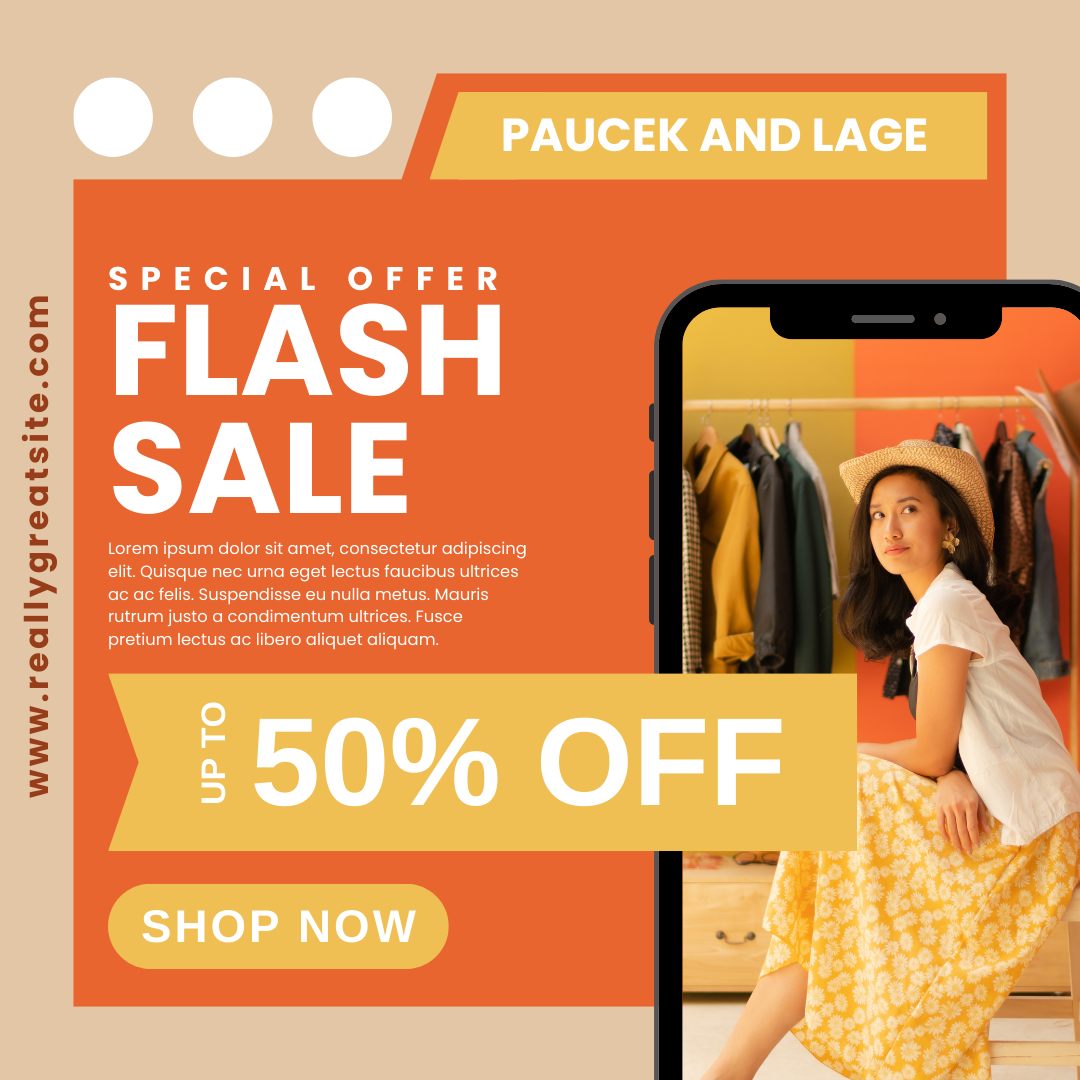 PAUCEK AND LAGE
SPECIAL OFFER
FLASH
SALE
Lorem ipsum dolor sit amet, consectetur adipiscing
elit. Quisque nec urna eget lectus faucibus ultrices
ac ac felis. Suspendisse eu nulla metus. Mauris
rutrum justo a condimentum ultrices. Fusce
pretium lectus ac libero aliquet aliquam.
UP TO
50% OFF
SHOP NOW
www.reallygreatsite.com